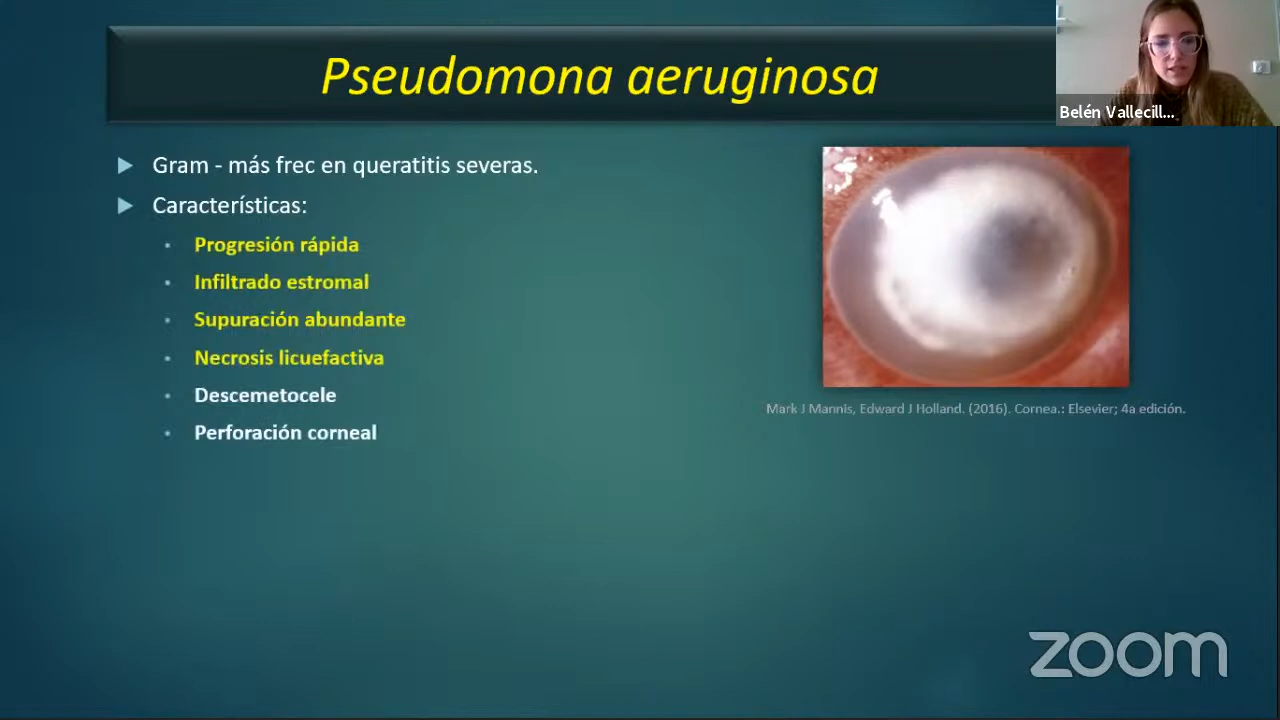 Pseudomona aeruginosa
Belén Vallecill...
Gram - más frec en queratitis severas.
Características:
Progresión rápida
Infiltrado estromal
Supuración abundante
Necrosis licuefactiva
Descemetocele
Perforación corneal
Mark J Mannis, Edward J Holland. (2016). Cornea.: Elsevier; 4a edición.
zoom